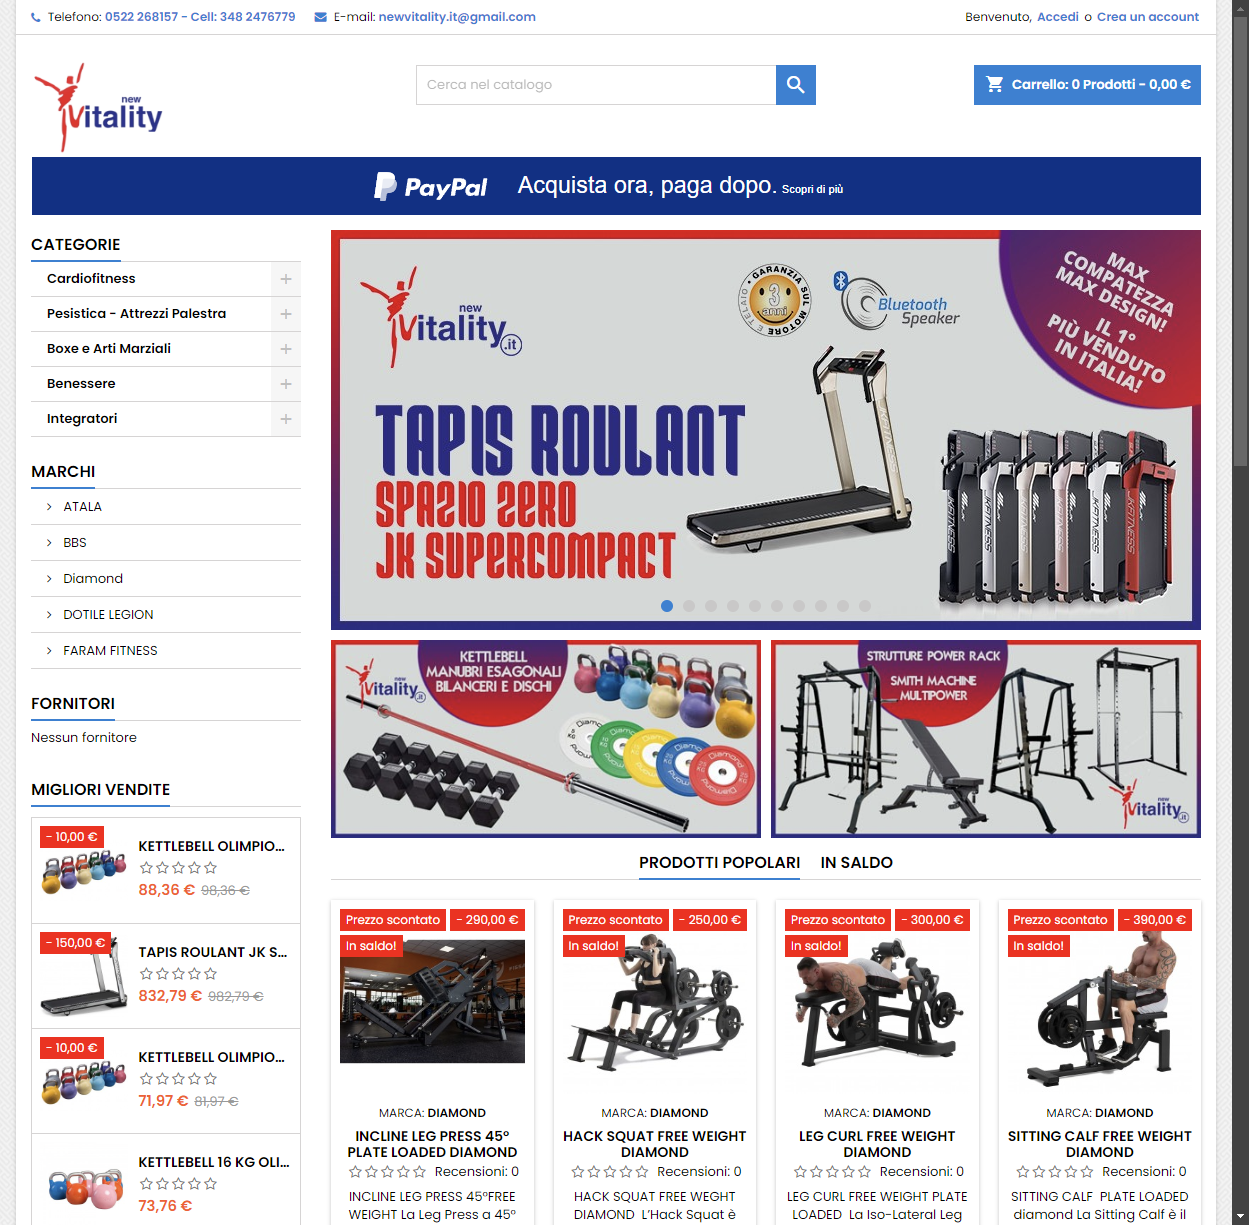 Telefono: 0522 268157 - Cell: 348 2476779
E-mail: newvitality.it@gmail.com
Benvenuto, Accedi o Crea un account
new
Vitality
Cerca nel catalogo
Carrello: 0 Prodotti - 0,00 €
PayPal Acquista ora, paga dopo. Scopri di più
CATEGORIE
Cardiofitness
Pesistica - Attrezzi Palestra
Boxe e Arti Marziali
Benessere
Integratori
MARCHI
ATALA
BBS
Diamond
DOTILE LEGION
FARAM FITNESS
FORNITORI
Nessun fornitore
MIGLIORI VENDITE
- 10,00 €
KETTLEBELL OLIMPIO...
88,36 € 98,36 €
- 150,00 €
TAPIS ROULANT JK S...
832,79 € 982,79 €
- 10,00 €
KETTLEBELL OLIMPIO...
71,97 € 81,97 €
KETTLEBELL 16 KG OLI...
73,76 €
new
Vitality.it
GARANZIA SUL MOTORE E TELAIO
3
anni
Bluetooth
Speaker
MAX
COMPATEZZA
MAX DESIGN!
IL 1°
PIÙ VENDUTO
IN ITALIA!
TAPIS ROULANT
SPAZIO ZERO
JK SUPERCOMPACT
KETTLEBELL
MANUBRI ESAGONALI
BILANCERI E DISCHI
new
Vitality.it
STRUTTURE POWER RACK
SMITH MACHINE
MULTIPOWER
new
Vitality.it
PRODOTTI POPOLARI
IN SALDO
Prezzo scontato - 290,00 €
In saldo!
MARCA: DIAMOND
INCLINE LEG PRESS 45°
PLATE LOADED DIAMOND
Recensioni: 0
INCLINE LEG PRESS 45°FREE
WEIGHT La Leg Press a 45°
Prezzo scontato - 250,00 €
In saldo!
MARCA: DIAMOND
HACK SQUAT FREE WEIGHT
DIAMOND
Recensioni: 0
HACK SQUAT FREE WEGHT
DIAMOND L'Hack Squat è
Prezzo scontato - 300,00 €
In saldo!
MARCA: DIAMOND
LEG CURL FREE WEIGHT
DIAMOND
Recensioni: 0
LEG CURL FREE WEIGHT PLATE
LOADED La Iso-Lateral Leg
Prezzo scontato - 390,00 €
In saldo!
MARCA: DIAMOND
SITTING CALF FREE WEIGHT
DIAMOND
Recensioni: 0
SITTING CALF PLATE LOADED
diamond La Sitting Calf è il